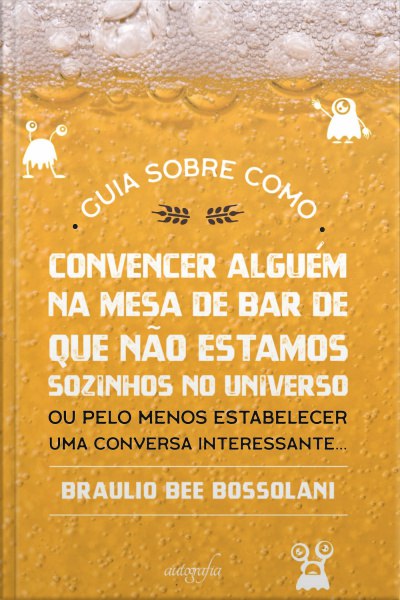 GUIA SOBRE COMO
CONVENCER ALGUÉM
NA MESA DE BAR DE
QUE NÃO ESTAMOS
SOZINHOS NO UNIVERSO
OU PELO MENOS ESTABELECER
UMA CONVERSA INTERESSANTE...
BRAULIO BEE BOSSOLANI
autografia